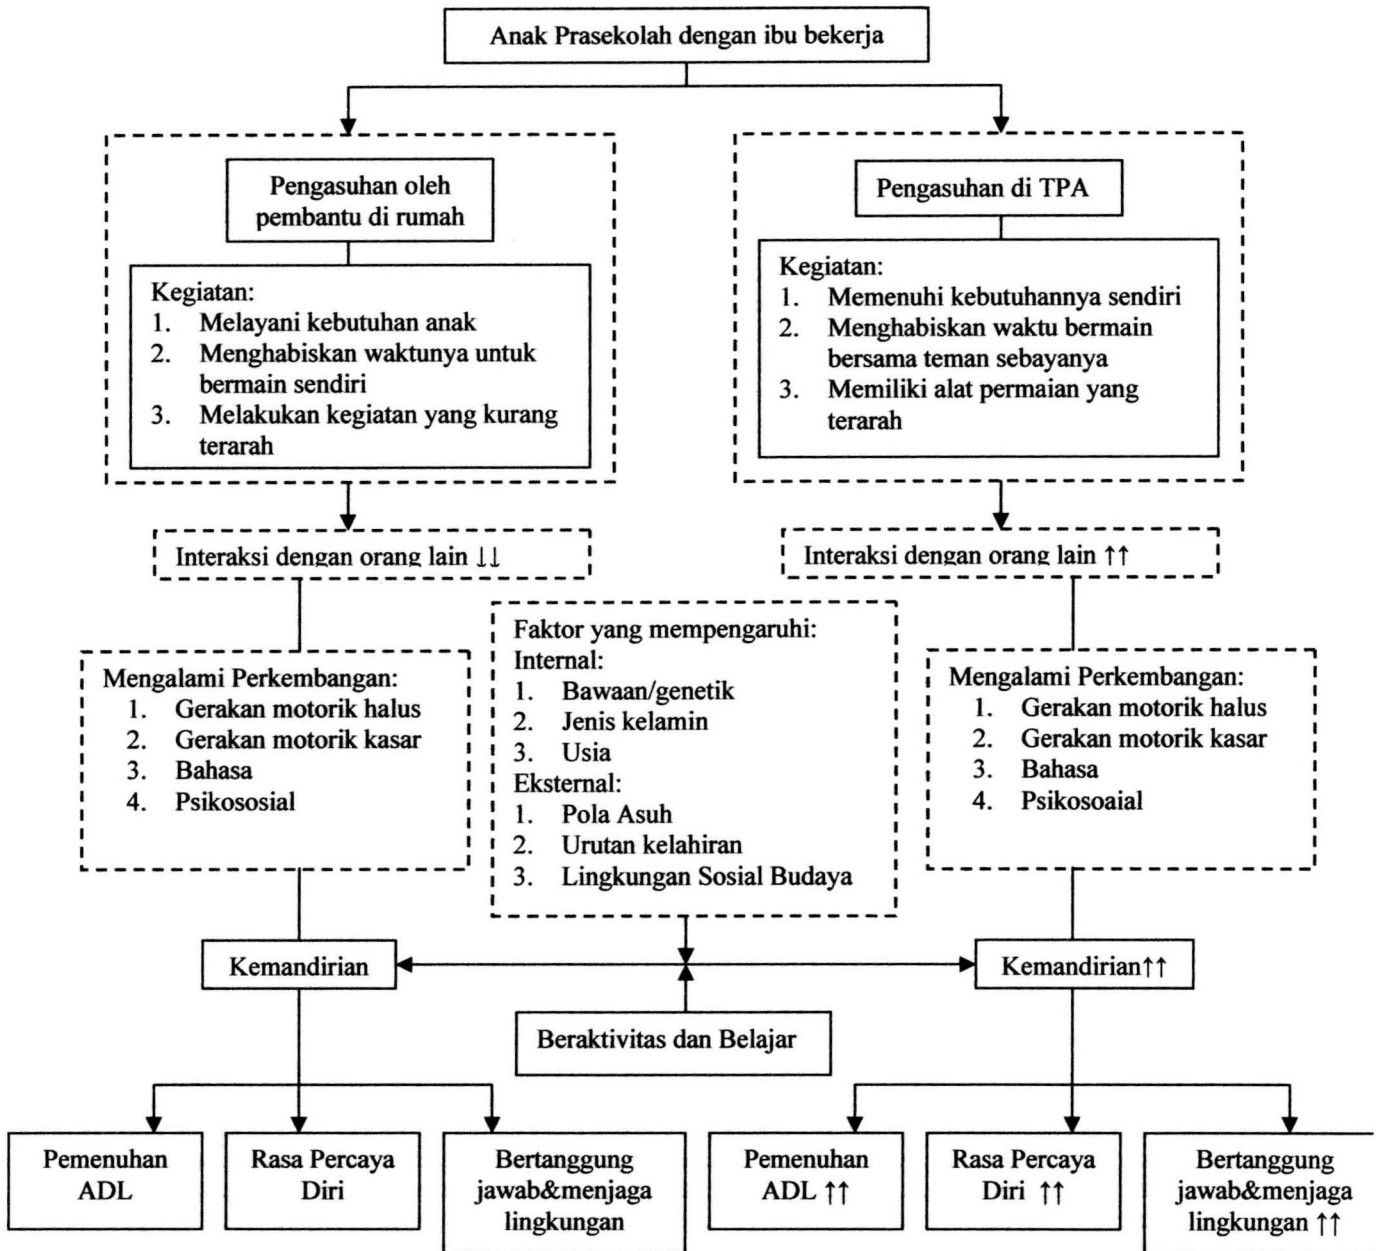 Anak Prasekolah dengan ibu bekerja
Pengasuhan oleh
pembantu di rumah
Kegiatan:
1. Melayani kebutuhan anak
2. Menghabiskan waktunya untuk
bermain sendiri
3. Melakukan kegiatan yang kurang
terarah
Pengasuhan di TPA
Kegiatan:
1. Memenuhi kebutuhannya sendiri
2. Menghabiskan waktu bermain
bersama teman sebayanya
3. Memiliki alat permaian yang
terarah
Interaksi dengan orang lain ↓↓
Interaksi dengan orang lain ↑↑
Mengalami Perkembangan:
1. Gerakan motorik halus
2. Gerakan motorik kasar
3. Bahasa
4. Psikososial
Faktor yang mempengaruhi:
Internal:
1. Bawaan/genetik
2. Jenis kelamin
3. Usia
Eksternal:
1. Pola Asuh
2. Urutan kelahiran
3. Lingkungan Sosial Budaya
Mengalami Perkembangan:
1. Gerakan motorik halus
2. Gerakan motorik kasar
3. Bahasa
4. Psikosoaial
Kemandirian
Kemandirian↑↑
Beraktivitas dan Belajar
Pemenuhan
ADL
Rasa Percaya
Diri
Bertanggung
jawab&menjaga
lingkungan
Pemenuhan
ADL ↑↑
Rasa Percaya
Diri ↑↑
Bertanggung
jawab&menjaga
lingkungan ↑↑